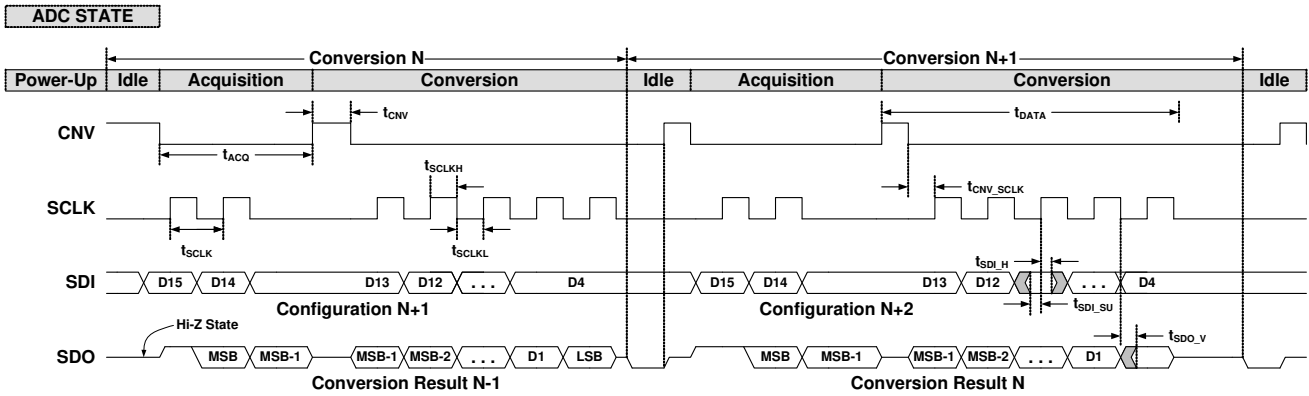 ADC STATE
Conversion N Conversion N+1
Power-Up Idle Acquisition Conversion Idle Acquisition Conversion Idle
CNV tCNV tACQ tDATA
SCLK tSCLKH tSCLK tSCLKL tCNV_SCLK
SDI D15 D14 D13 D12 . . . D4 D15 D14 D13 D12 . . . D4
tSDI_H tSDI_SU
Configuration N+1 Configuration N+2
Hi-Z State tSDO_V
SDO MSB MSB-1 MSB-1 MSB-2 . . . D1 LSB MSB MSB-1 MSB-1 MSB-2 . . . D1
Conversion Result N-1 Conversion Result N